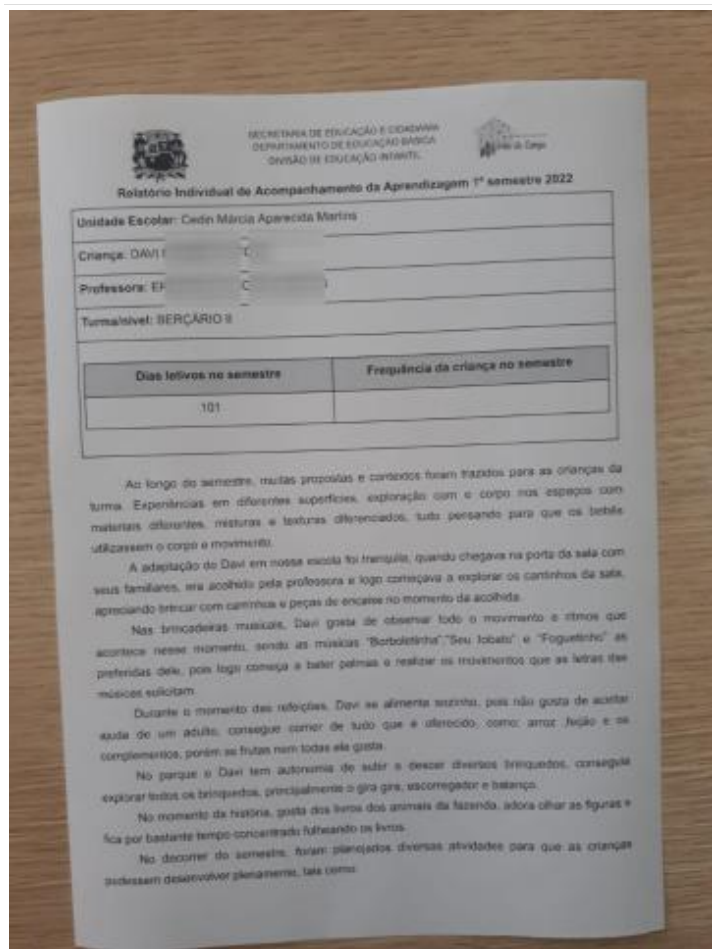 SECRETARIA DE EDUCAÇÃO E CIDADANIA
DEPARTAMENTO DE EDUCAÇÃO BÁSICA
DIVISÃO DE EDUCAÇÃO INFANTIL
Relatório Individual de Acompanhamento da Aprendizagem 1º semestre 2022
Unidade Escolar: Cedin Márcia Aparecida Martins
Criança: DAVI
Professora:
Turma/nível: BERÇÁRIO II
Dias letivos no semestre Frequência da criança no semestre
101
Ao longo do semestre, muitas propostas e contextos foram trazidos para as crianças da
turma. Experiências em diferentes superfícies, exploração com o corpo nos espaços com
materiais diferentes, misturas e texturas diferenciados, tudo pensando para que os bebês
utilizassem o corpo e movimento.
A adaptação do Davi em nossa escola foi tranquila, quando chegava na porta da sala com
seus familiares, era acolhido pela professora e logo começava a explorar os cantinhos da sala,
apreciando brincar com carrinhos e peças de encaixe no momento da acolhida.
Nas brincadeiras musicais, Davi gosta de observar todo o movimento e ritmos que
acontece nesse momento, sendo as músicas "Borboletinha","Seu lobato" e "Foguetinho" as
preferidas dele, pois logo começa a bater palmas e realizar os movimentos que as letras das
músicas solicitam.
Durante o momento das refeições, Davi se alimenta sozinho, pois não gosta de aceitar
ajuda de um adulto, consegue comer de tudo que é oferecido, como: arroz ,feijão e os
complementos, porém as frutas nem todas ele gosta.
No parque o Davi tem autonomia de subir e descer diversos brinquedos, consegue
explorar todos os brinquedos, principalmente o gira gira, escorregador e balanço.
No momento da história, gosta dos livros dos animais da fazenda, adora olhar as figuras e
fica por bastante tempo concentrado folheando os livros.
No decorrer do semestre, foram planejados diversas atividades para que as crianças
pudessem desenvolver plenamente, tais como: